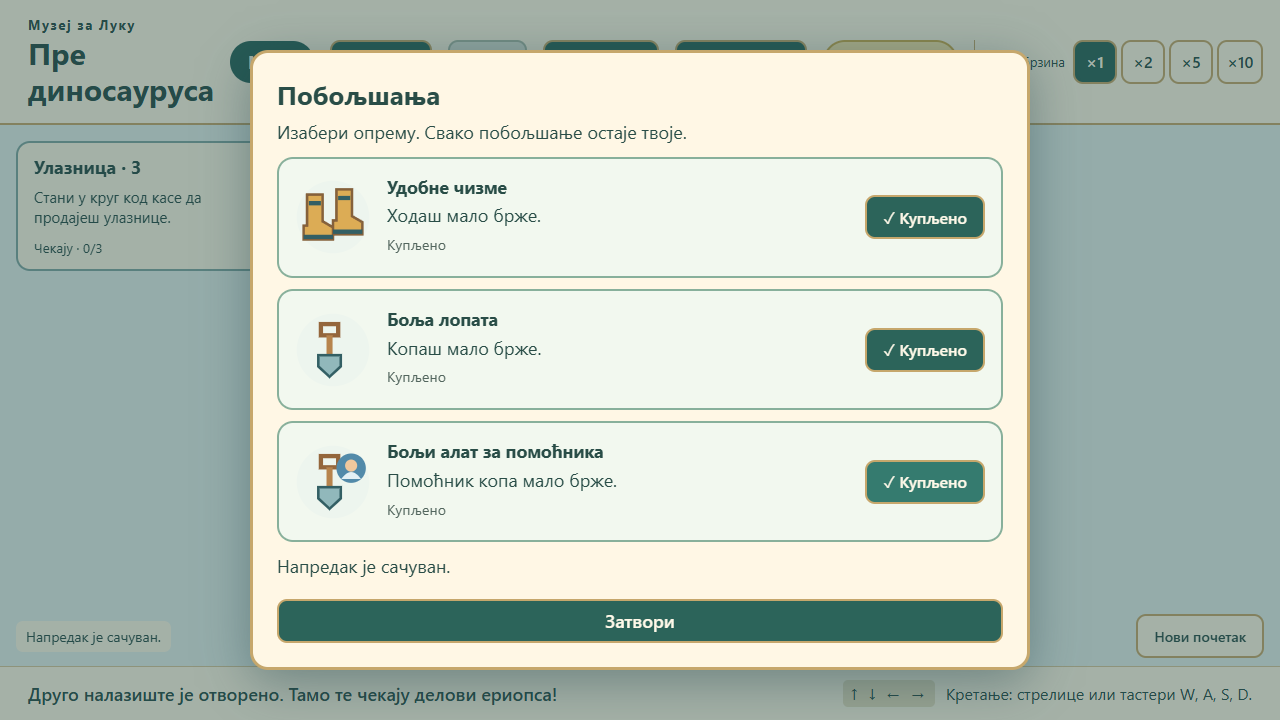 Музеј за Луку
Пре
диносауруса
×1
×2
×5
×10
Улазница · 3
Стани у круг код касе да
продајеш улазнице.
Чекају · 0/3
Побољшања
Изабери опрему. Свако побољшање остаје твоје.
Удобне чизме
Ходаш мало брже.
Купљено
✓ Купљено
Боља лопата
Копаш мало брже.
Купљено
✓ Купљено
Бољи алат за помоћника
Помоћник копа мало брже.
Купљено
✓ Купљено
Напредак је сачуван.
Затвори
Напредак је сачуван.
Нови почетак
Друго налазиште је отворено. Тамо те чекају делови ериопса!
↑ ↓ ← → Кретање: стрелице или тастери W, A, S, D.